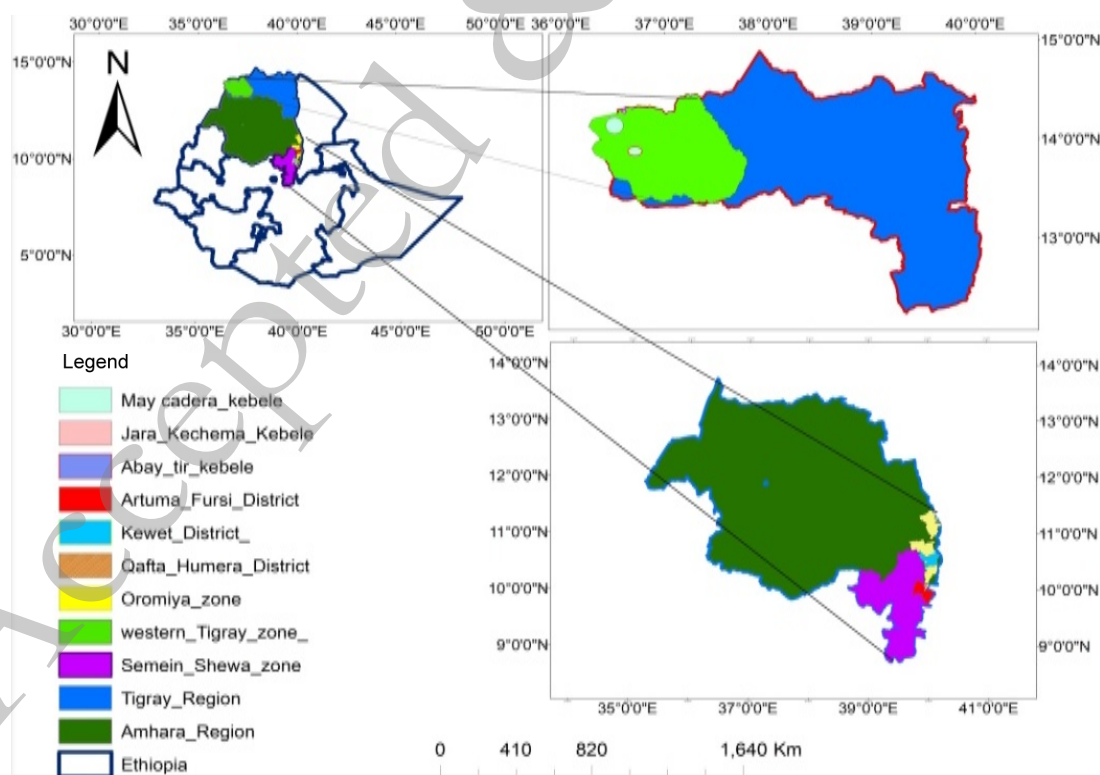 30°0'0"E 35°0'0"E 40°0'0"E 45°0'0"E 50°0'0"E 36°0'0"E 37°0'0"E 38°0'0"E 39°0'0"E 40°0'0"E
15°0'0"N
10°0'0"N
5°0'0"N
N
15°0'0"N
14°0'0"N
13°0'0"N
30°0'0"E 35°0'0"E 40°0'0"E 45°0'0"E 50°0'0"E
Legend
May cadera_kebele
Jara_Kechema_Kebele
Abay_tir_kebele
Artuma_Fursi_District
Kewet_District_
Qafta_Humera_District
Oromiya_zone
western_Tigray_zone_
Semein_Shewa_zone
Tigray_Region
Amhara_Region
Ethiopia
14°0'0"N 14°0'0"N
13°0'0"N 13°0'0"N
12°0'0"N 12°0'0"N
11°0'0"N 11°0'0"N
10°0'0"N 10°0'0"N
9°0'0"N 9°0'0"N
35°0'0"E 37°0'0"E 39°0'0"E 41°0'0"E
0 410 820 1,640 Km
Accepted